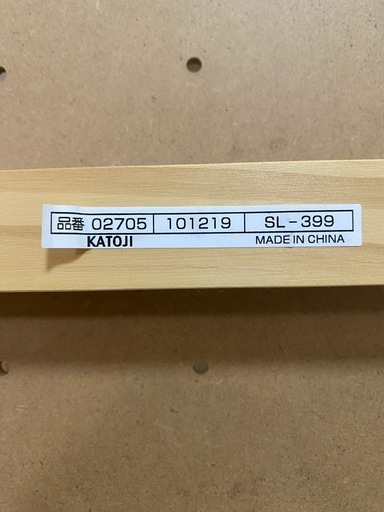 品番 02705 101219 SL-399
KATOJI MADE IN CHINA